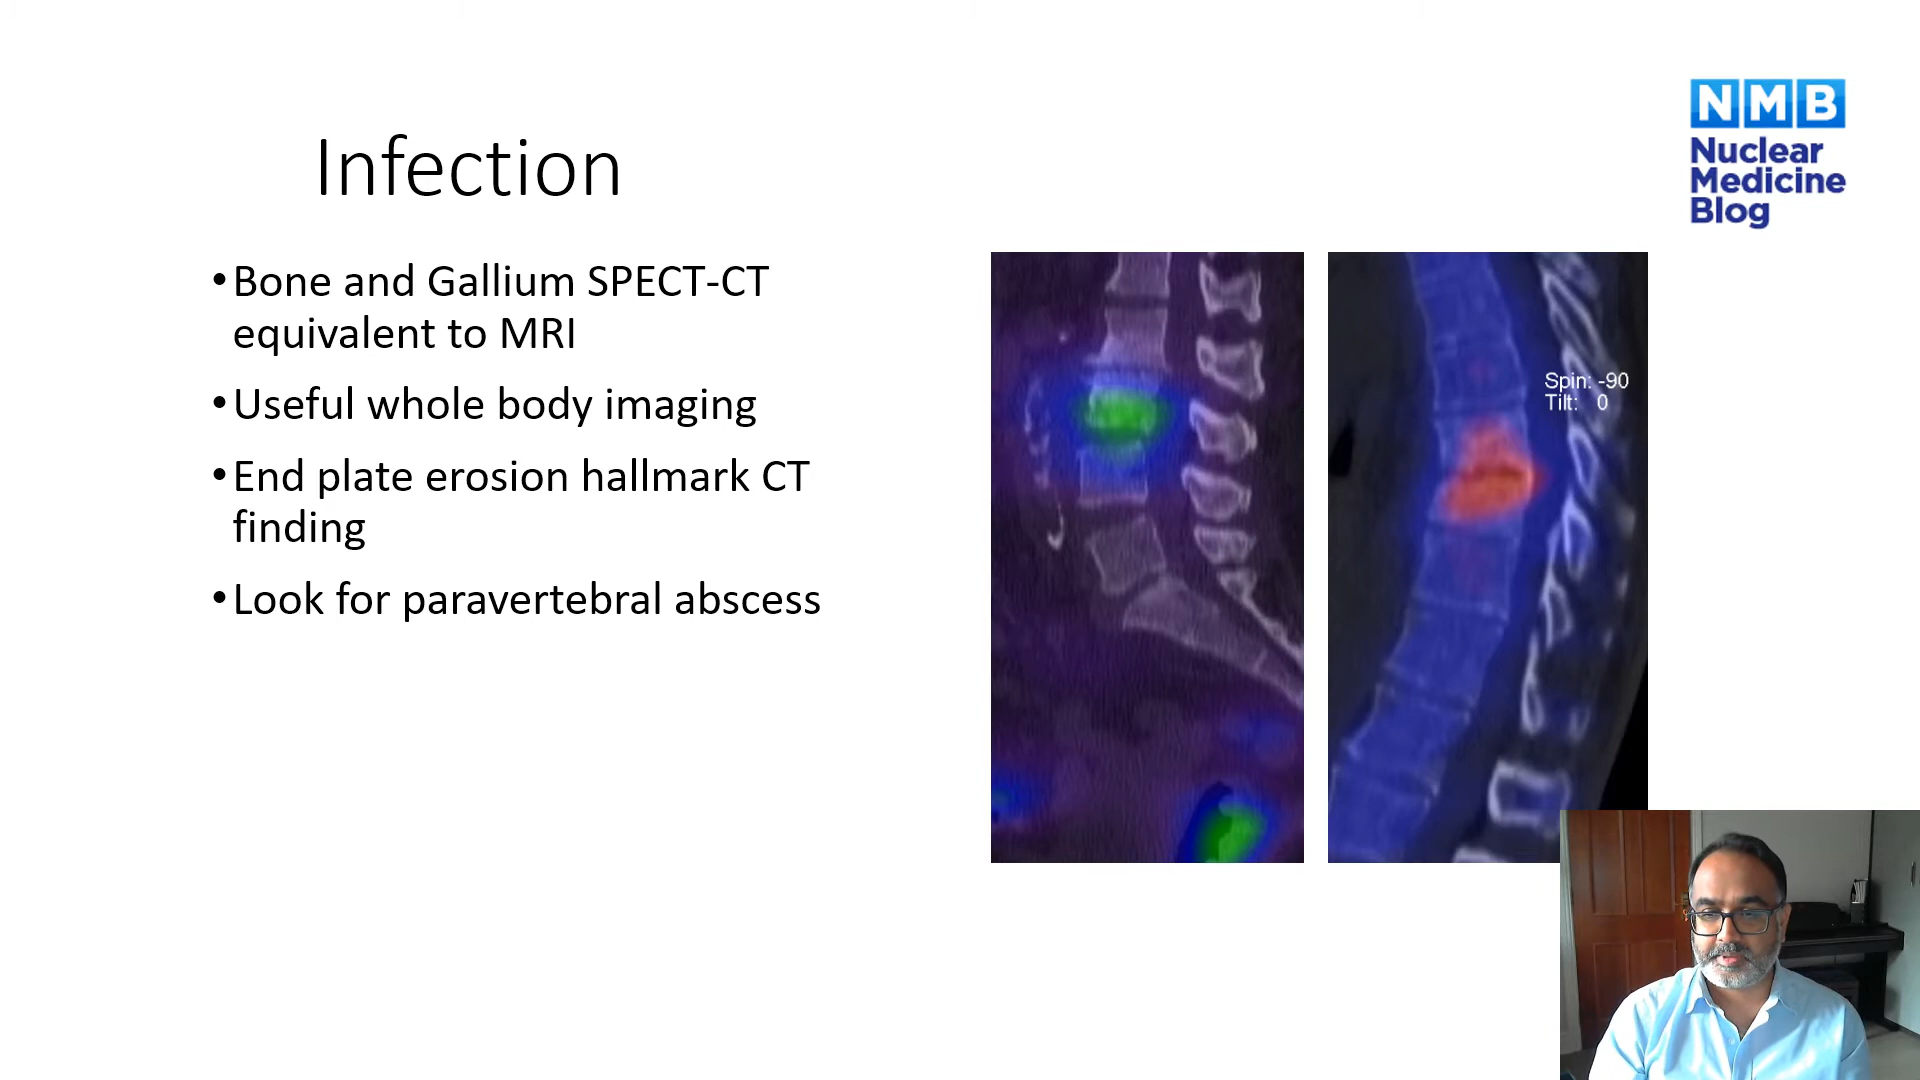 NMB
Nuclear
Medicine
Blog
Infection
•Bone and Gallium SPECT-CT
equivalent to MRI
•Useful whole body imaging
•End plate erosion hallmark CT
finding
•Look for paravertebral abscess
Spin: -90
Tilt: 0